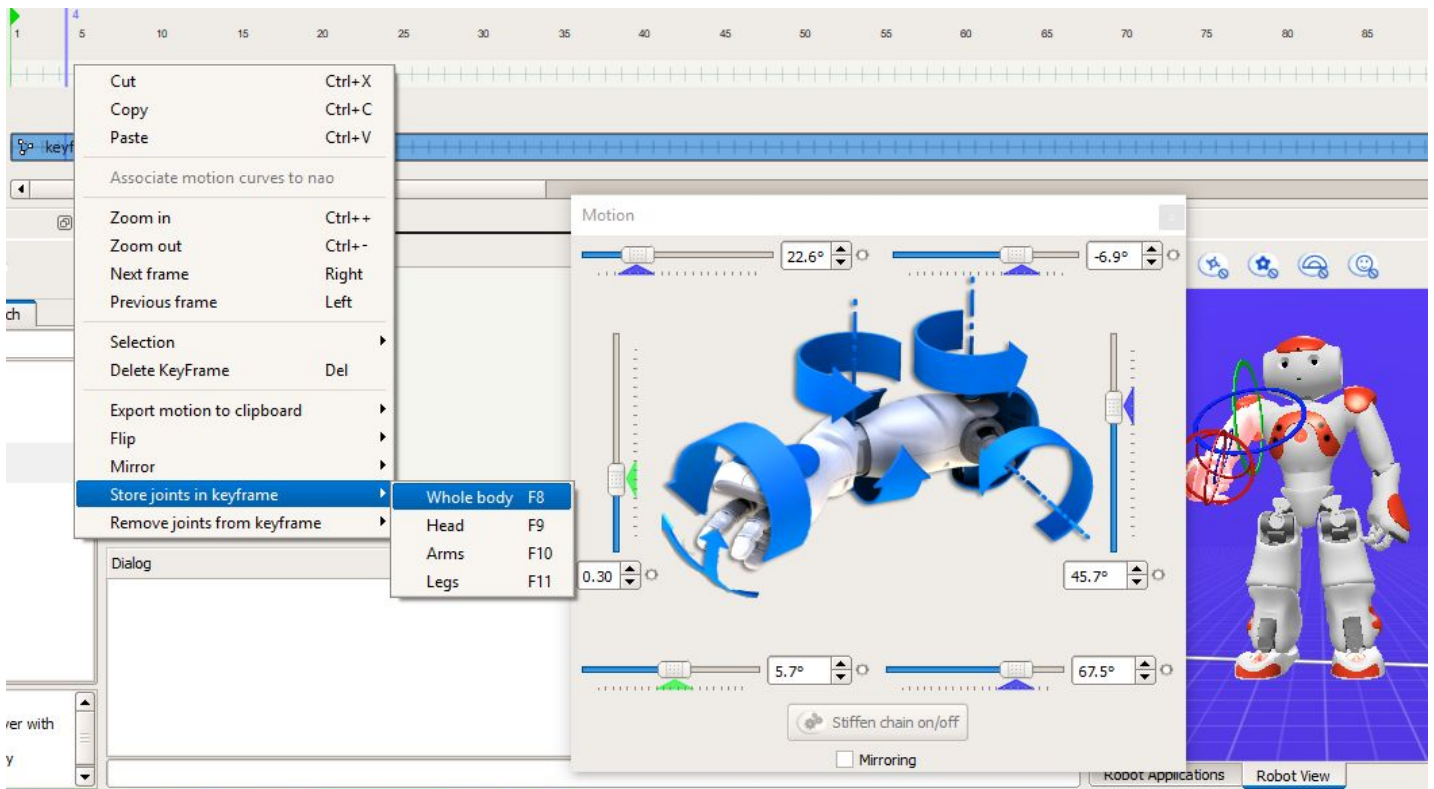 4
1 5 10 15 20 25 30 35 40 45 50 55 60 65 70 75 80 85
Cut Ctrl+X
Copy Ctrl+C
Paste Ctrl+V
keyf
Associate motion curves to nao
Zoom in Ctrl++
Zoom out Ctrl+-
Next frame Right
Previous frame Left
ch
Selection
Delete KeyFrame Del
Export motion to clipboard
Flip
Mirror
Store joints in keyframe
Remove joints from keyframe
Whole body F8
Head F9
Arms F10
Legs F11
Dialog
Motion
22.6° -6.9°
0.30 45.7°
5.7° 67.5°
Stiffen chain on/off
Mirroring
ver with
y
Robot Applications Robot View